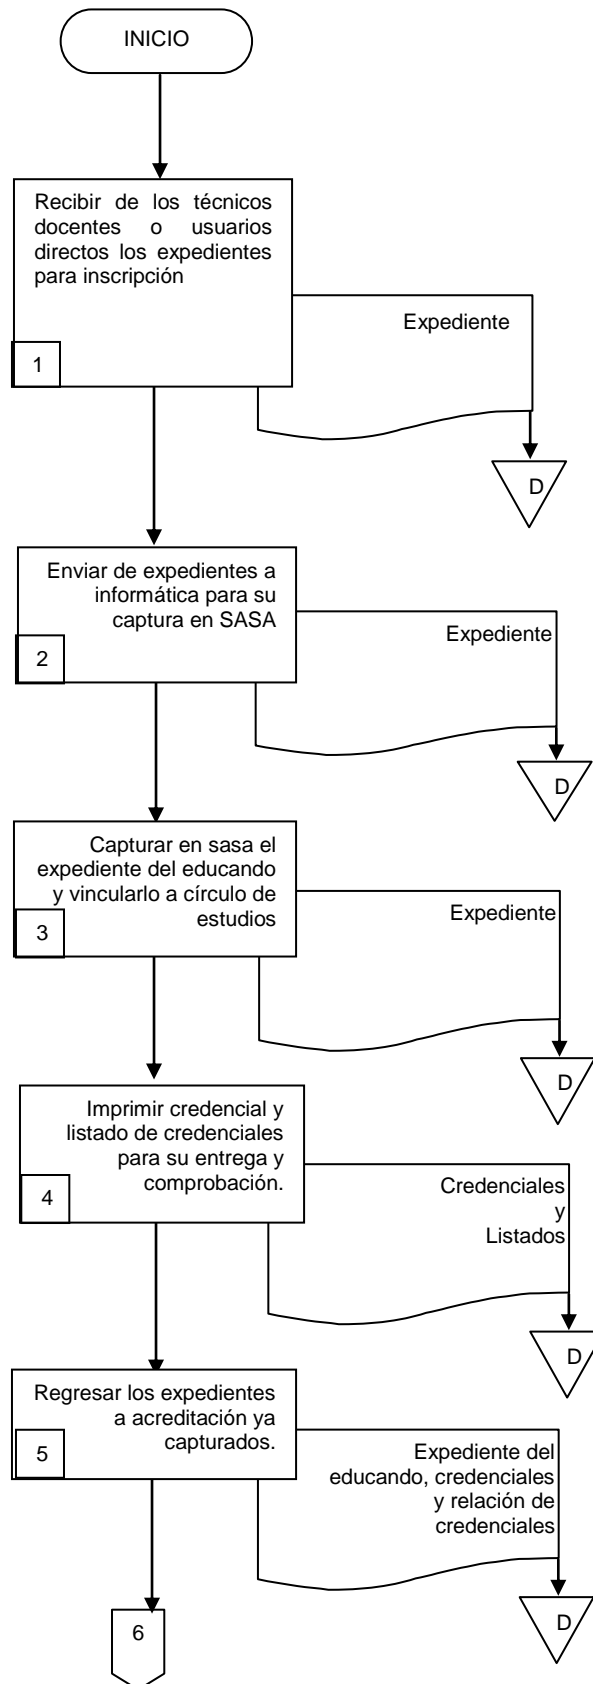 INICIO
Recibir de los técnicos
docentes o usuarios
directos los expedientes
para inscripción
1
Expediente
D
Enviar de expedientes a
informática para su
captura en SASA
2
Expediente
D
Capturar en sasa el
expediente del educando
y vincularlo a círculo de
estudios
3
Expediente
D
Imprimir credencial y
listado de credenciales
para su entrega y
comprobación.
4
Credenciales
y
Listados
D
Regresar los expedientes
a acreditación ya
capturados.
5
Expediente del
educando, credenciales
y relación de
credenciales
D
6